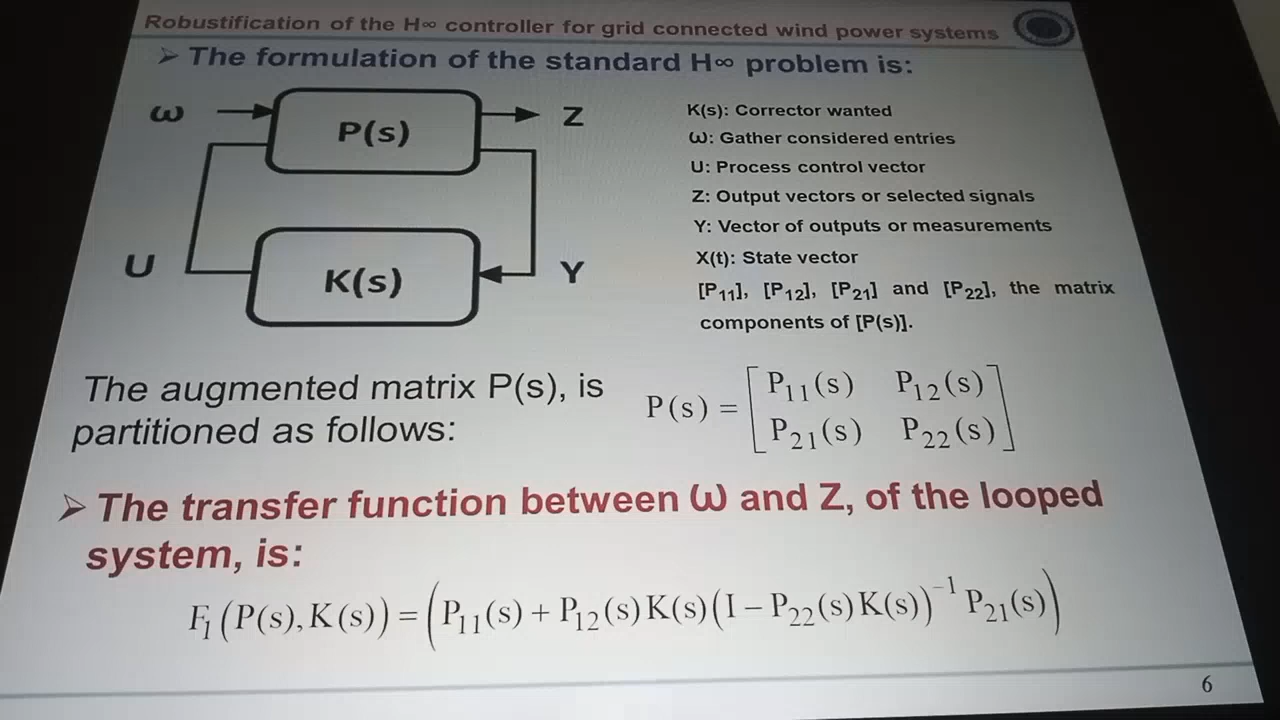 Robustification of the H∞ controller for grid connected wind power systems
➢ The formulation of the standard H∞ problem is:
ω
P(s)
Z
U
K(s)
Y
K(s): Corrector wanted
ω: Gather considered entries
U: Process control vector
Z: Output vectors or selected signals
Y: Vector of outputs or measurements
X(t): State vector
[P₁₁], [P₁₂], [P₂₁] and [P₂₂], the matrix
components of [P(s)].
The augmented matrix P(s), is
partitioned as follows:
P(s) = [P₁₁(s) P₁₂(s)
P₂₁(s) P₂₂(s)]
➢ The transfer function between ω and Z, of the looped
system, is:
Fₗ(P(s), K(s)) = (P₁₁(s) + P₁₂(s)K(s)(I − P₂₂(s)K(s))⁻¹ P₂₁(s))
6